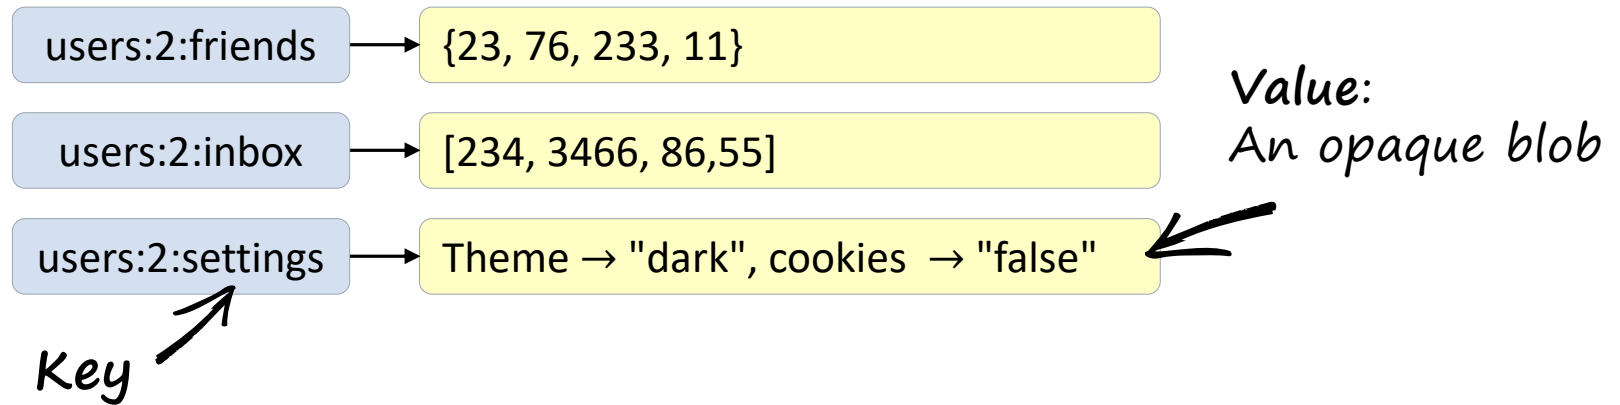 users:2:friends → {23, 76, 233, 11}
users:2:inbox → [234, 3466, 86,55]
users:2:settings → Theme → "dark", cookies → "false"
Value:
An opaque blob
Key